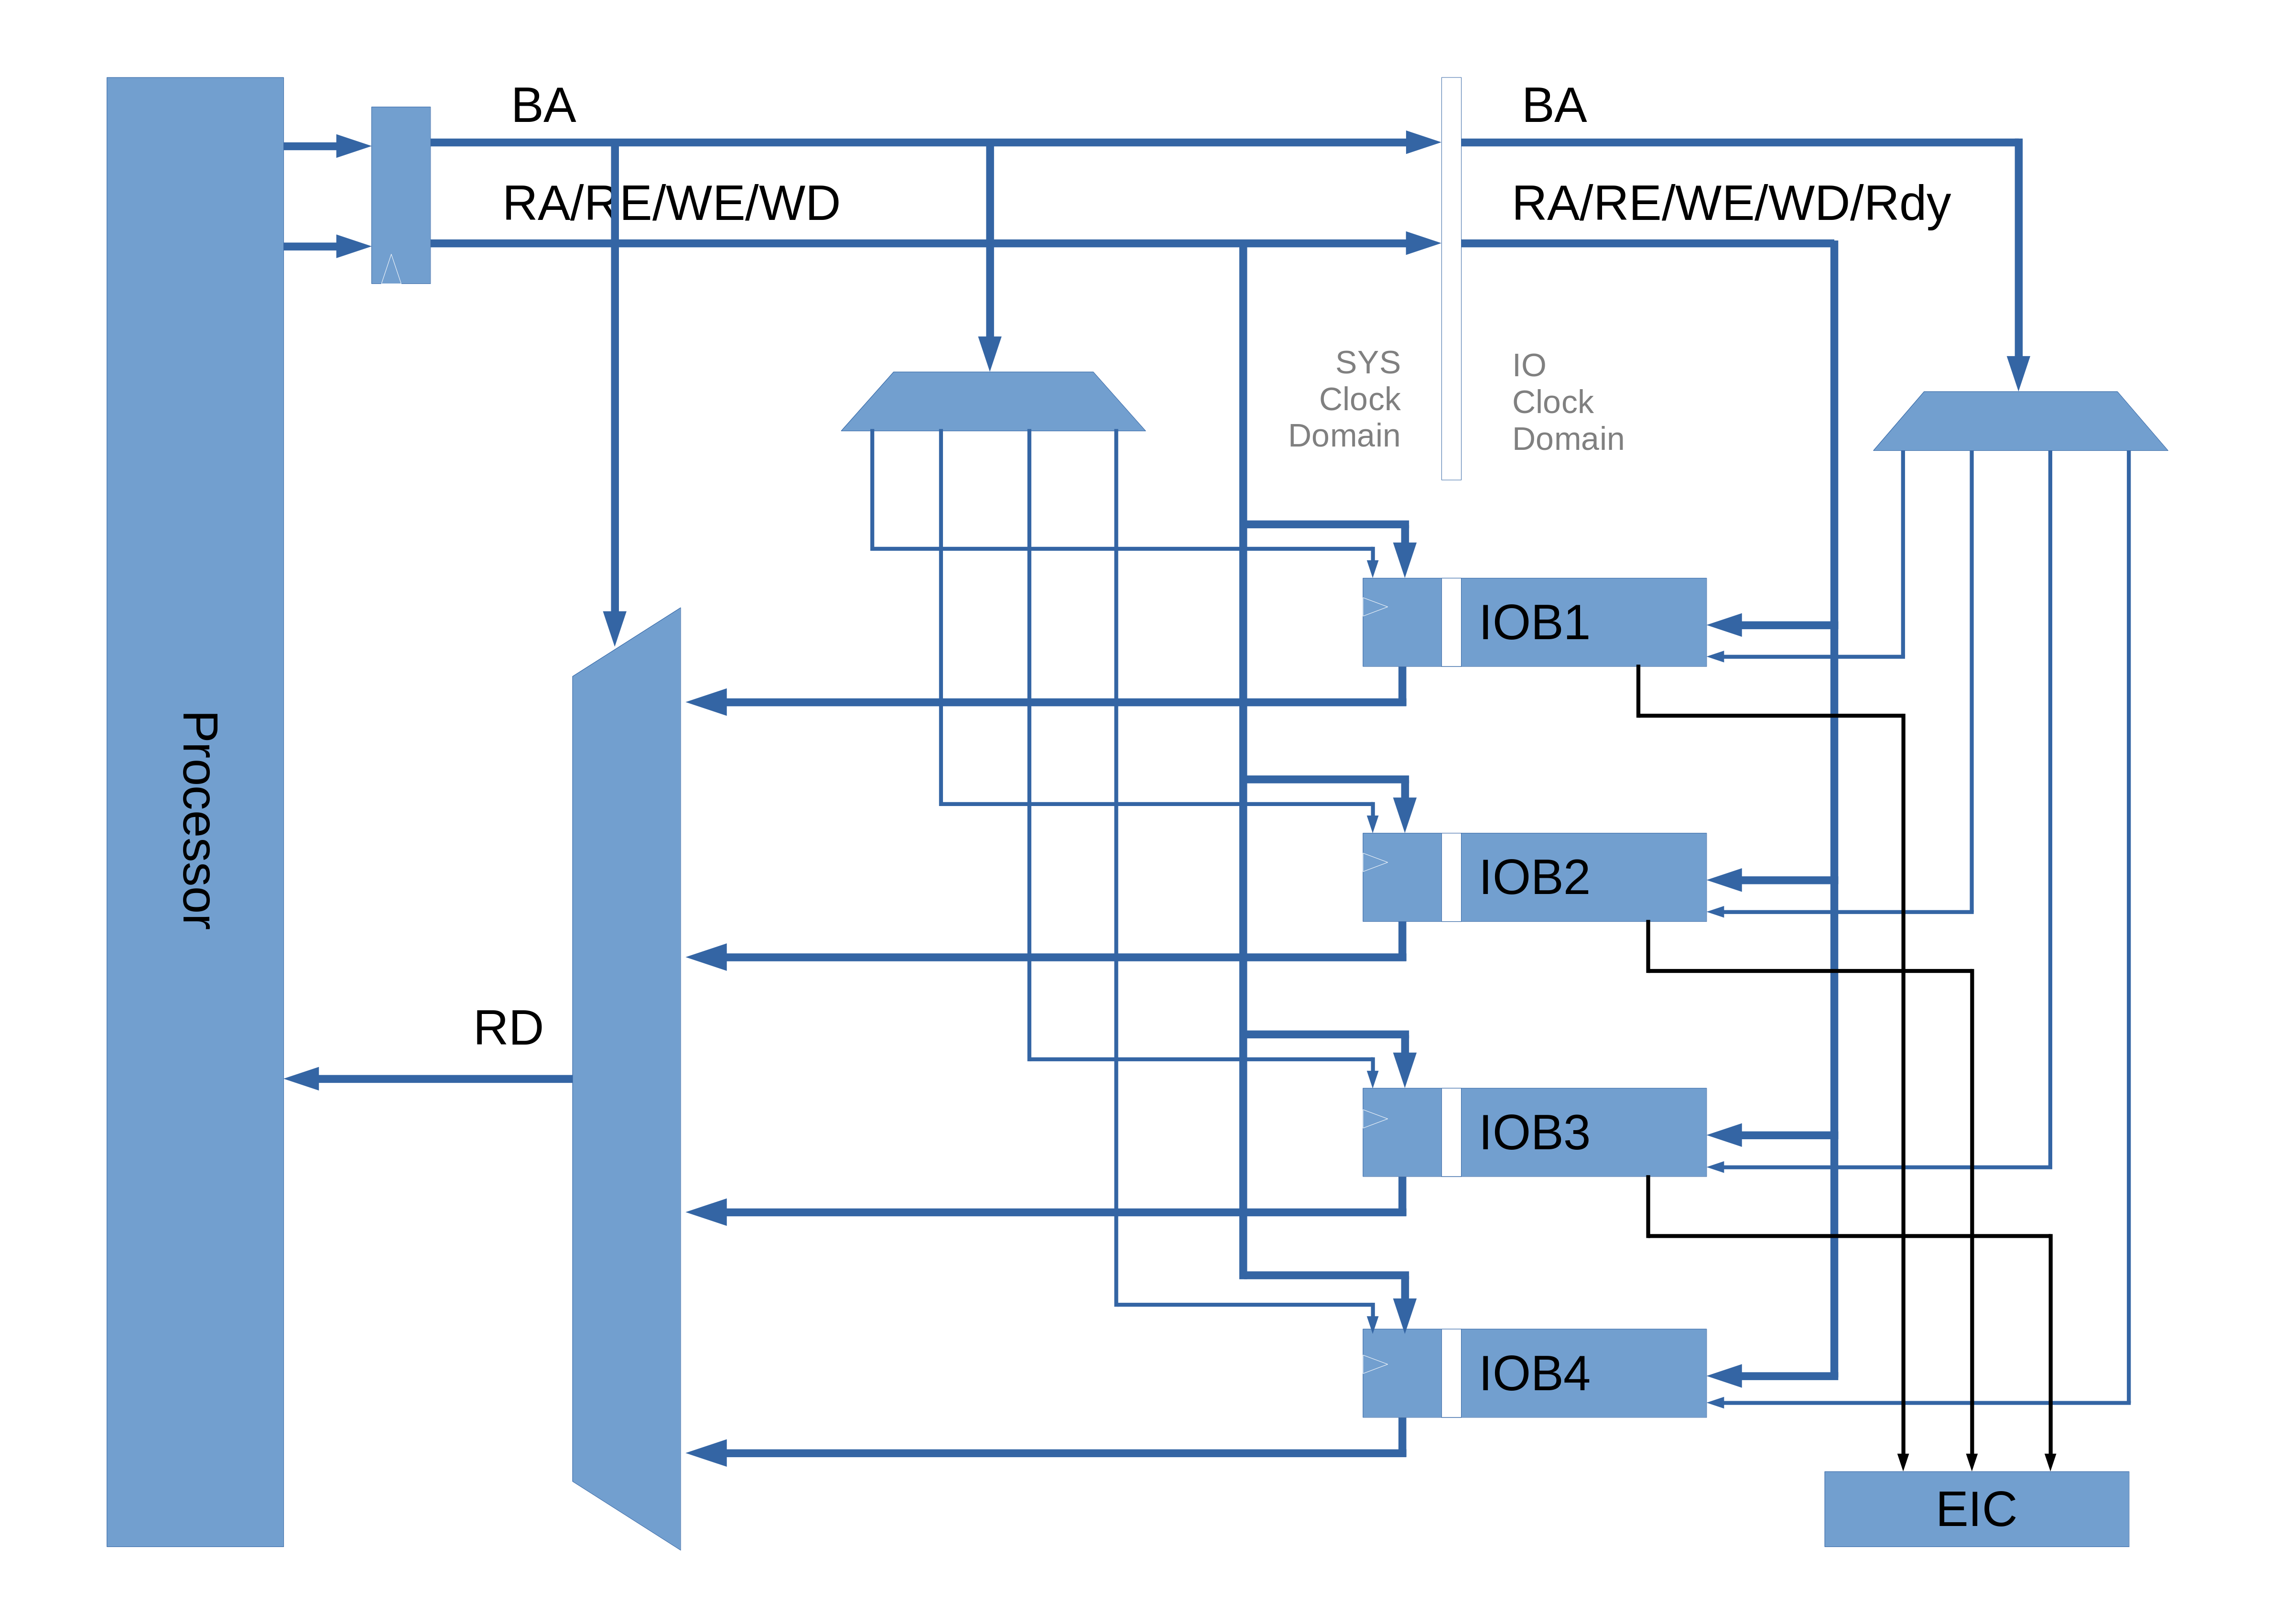 BA
BA
RA/RE/WE/WD
RA/RE/WE/WD/Rdy
SYS
Clock
Domain
IO
Clock
Domain
IOB1
Processor
IOB2
RD
IOB3
IOB4
EIC